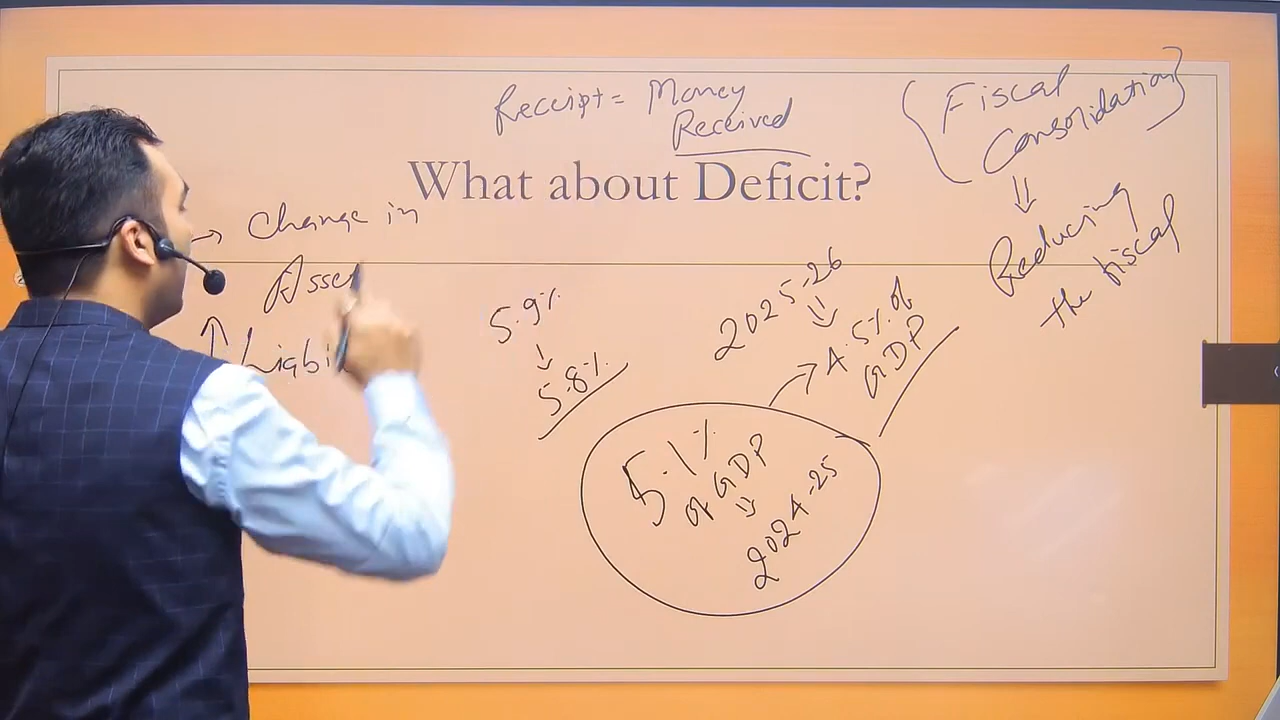 Receipt = Money
Received
{Fiscal
Consolidation}
⇓
Reducing
the fiscal
What about Deficit?
→ Change in
Asse
↑ Liabi
5.9%
↓
5.8%
2025-26
⇓
→ 4.5% of
GDP
5.1%
of GDP
⇓
2024-25